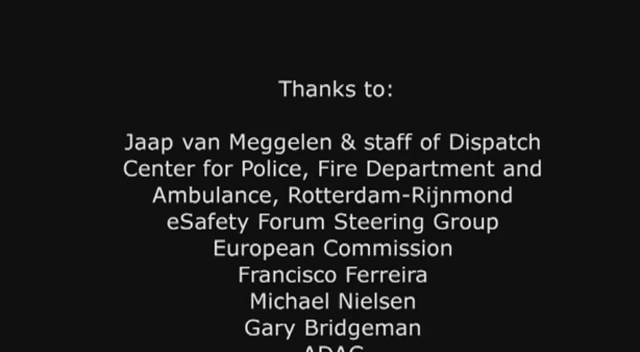 Thanks to:
Jaap van Meggelen & staff of Dispatch
Center for Police, Fire Department and
Ambulance, Rotterdam-Rijnmond
eSafety Forum Steering Group
European Commission
Francisco Ferreira
Michael Nielsen
Gary Bridgeman
ADAC